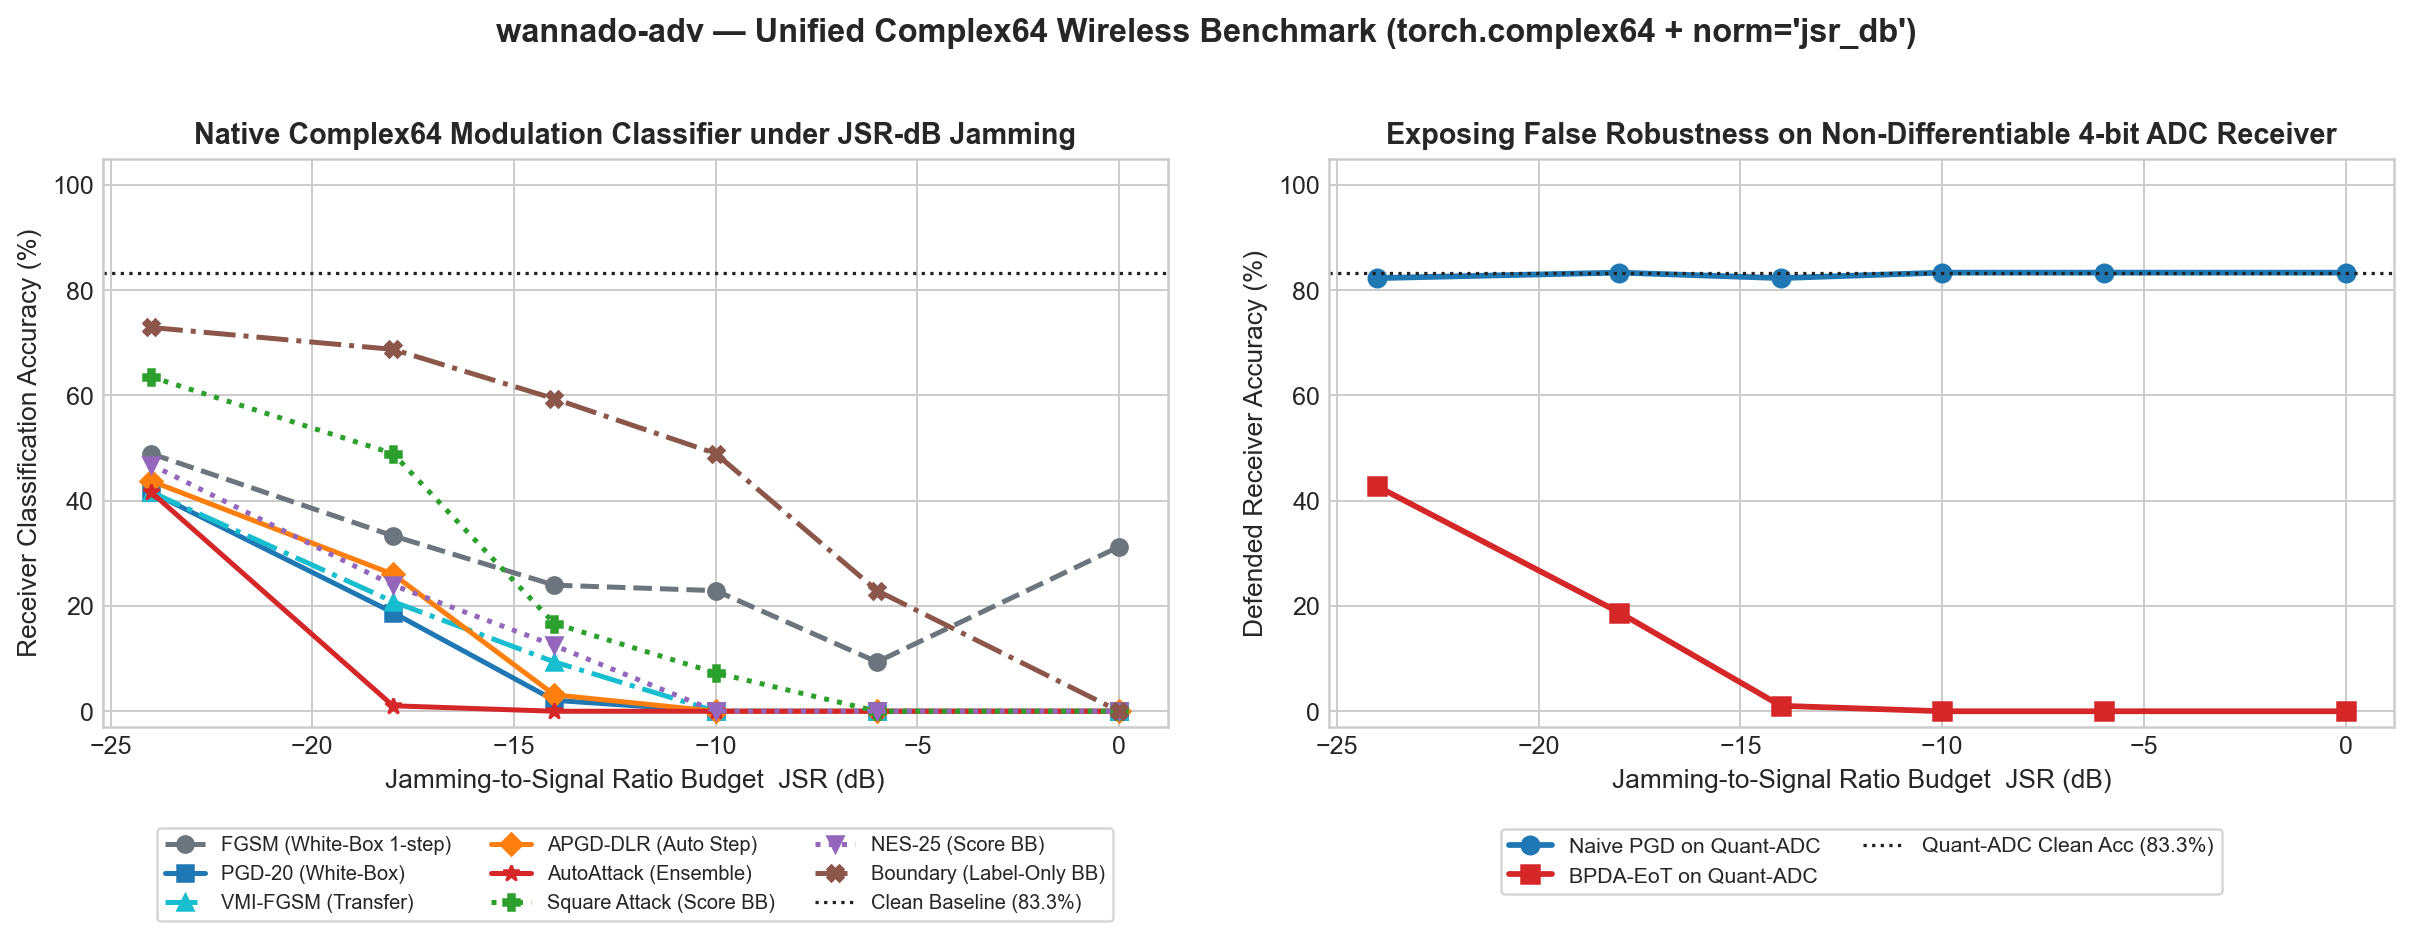 wannado-adv — Unified Complex64 Wireless Benchmark (torch.complex64 + norm='jsr_db')
Native Complex64 Modulation Classifier under JSR-dB Jamming
Receiver Classification Accuracy (%)
100
80
60
40
20
0
−25
−20
−15
−10
−5
0
Jamming-to-Signal Ratio Budget  JSR (dB)
FGSM (White-Box 1-step)
PGD-20 (White-Box)
VMI-FGSM (Transfer)
APGD-DLR (Auto Step)
AutoAttack (Ensemble)
Square Attack (Score BB)
NES-25 (Score BB)
Boundary (Label-Only BB)
Clean Baseline (83.3%)
Exposing False Robustness on Non-Differentiable 4-bit ADC Receiver
Defended Receiver Accuracy (%)
100
80
60
40
20
0
−25
−20
−15
−10
−5
0
Jamming-to-Signal Ratio Budget  JSR (dB)
Naive PGD on Quant-ADC
BPDA-EoT on Quant-ADC
Quant-ADC Clean Acc (83.3%)